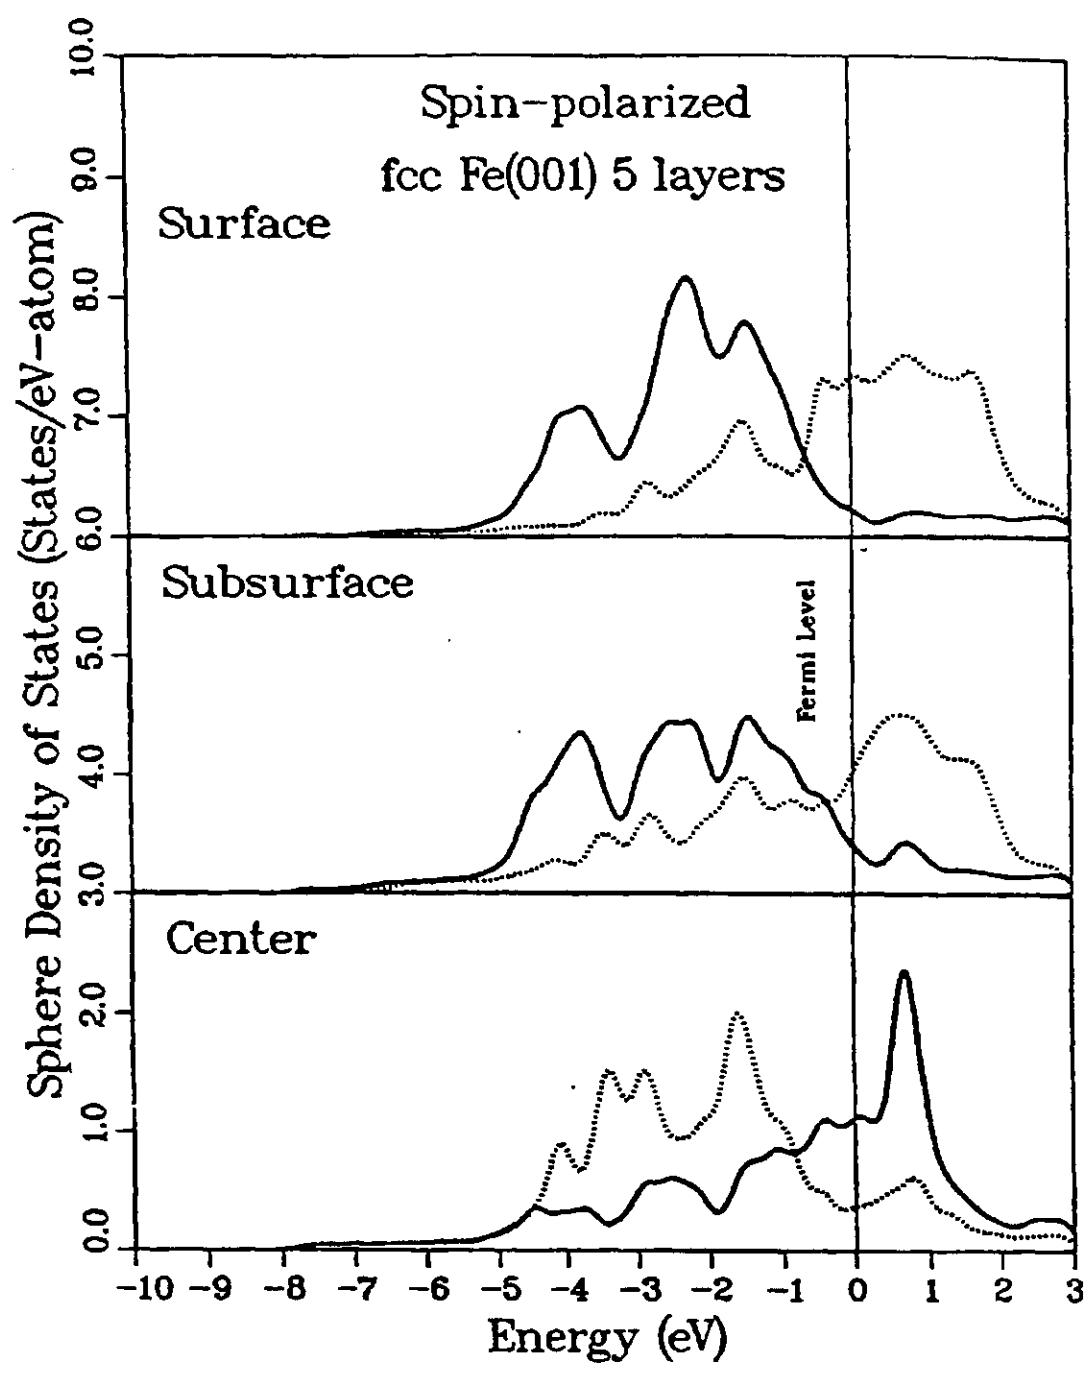 Spin-polarized
fcc Fe(001) 5 layers
Surface
Subsurface
Fermi Level
Center
Sphere Density of States (States/eV-atom)
10.0
9.0
8.0
7.0
6.0
5.0
4.0
3.0
2.0
1.0
0.0
-10 -9 -8 -7 -6 -5 -4 -3 -2 -1 0 1 2 3
Energy (eV)